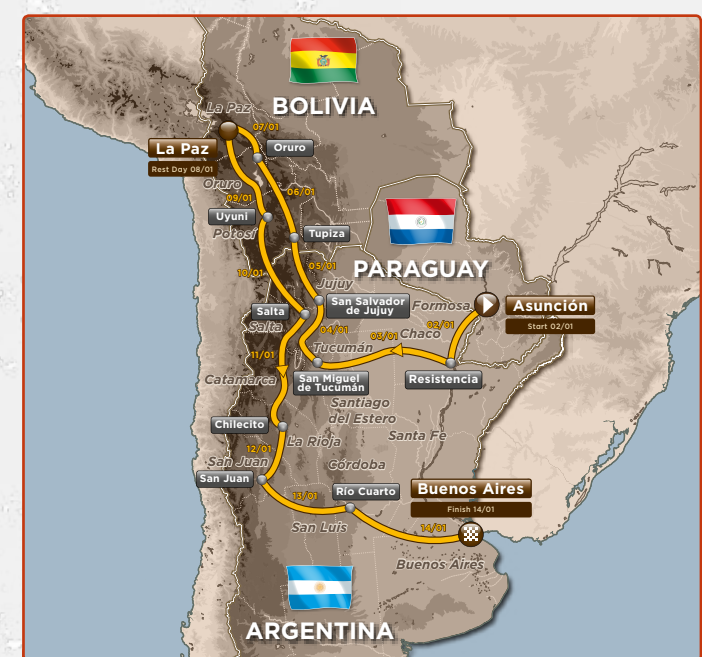 La Paz
BOLIVIA
07/01
La Paz
Oruro
Rest Day 08/01
Oruro
09/01
06/01
Uyuni
Potosí
Tupiza
PARAGUAY
05/01
10/01
Jujuy
San Salvador
de Jujuy
Formosa
Asunción
Start 02/01
Salta
Salta
04/01
03/01
Chaco
02/01
Tucumán
11/01
Catamarca
San Miguel
de Tucumán
Resistencia
Santiago
del Estero
Chilecito
La Rioja
Santa Fe
12/01
San Juan
Córdoba
San Juan
13/01
Río Cuarto
Buenos Aires
Finish 14/01
San Luis
14/01
Buenos Aires
ARGENTINA